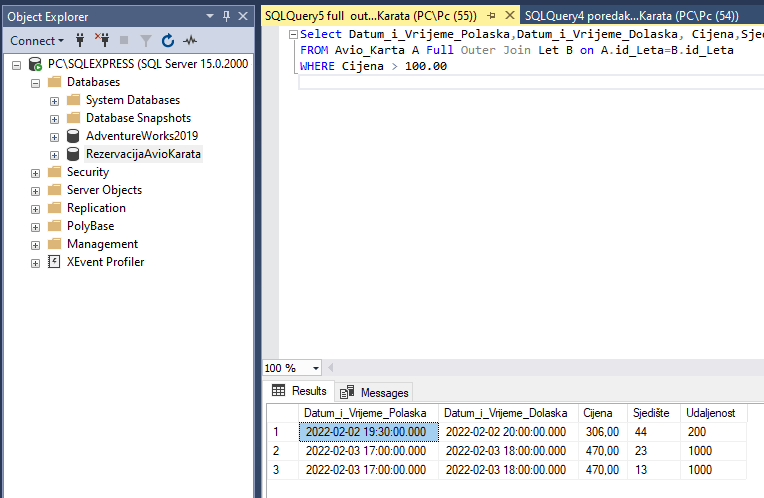 Object Explorer
Connect
PC\SQLEXPRESS (SQL Server 15.0.2000
Databases
System Databases
Database Snapshots
AdventureWorks2019
RezervacijaAvioKarata
Security
Server Objects
Replication
PolyBase
Management
XEvent Profiler
SQLQuery5 full out...Karata (PC\Pc (55))
SQLQuery4 poredak...Karata (PC\Pc (54))
Select Datum_i_Vrijeme_Polaska,Datum_i_Vrijeme_Dolaska, Cijena,Sje
FROM Avio_Karta A Full Outer Join Let B on A.id_Leta=B.id_Leta
WHERE Cijena > 100.00
100 %
Results Messages
Datum_i_Vrijeme_Polaska Datum_i_Vrijeme_Dolaska Cijena Sjedište Udaljenost
1 2022-02-02 19:30:00.000 2022-02-02 20:00:00.000 306,00 44 200
2 2022-02-03 17:00:00.000 2022-02-03 18:00:00.000 470,00 23 1000
3 2022-02-03 17:00:00.000 2022-02-03 18:00:00.000 470,00 13 1000